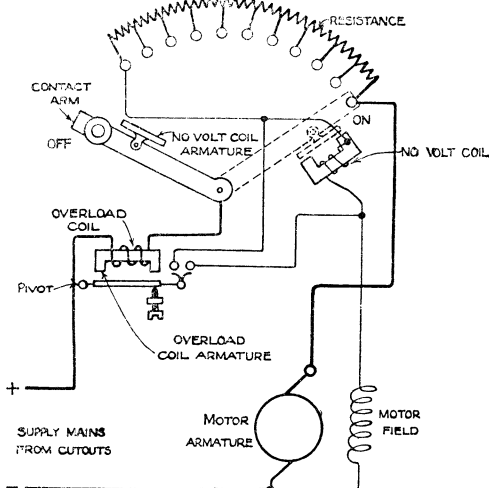 RESISTANCE
CONTACT
ARM
OFF
NO VOLT COIL
ARMATURE
ON
NO VOLT COIL
OVERLOAD
COIL
PIVOT
OVERLOAD
COIL ARMATURE
+
MOTOR
ARMATURE
MOTOR
FIELD
SUPPLY MAINS
FROM CUTOUTS
−